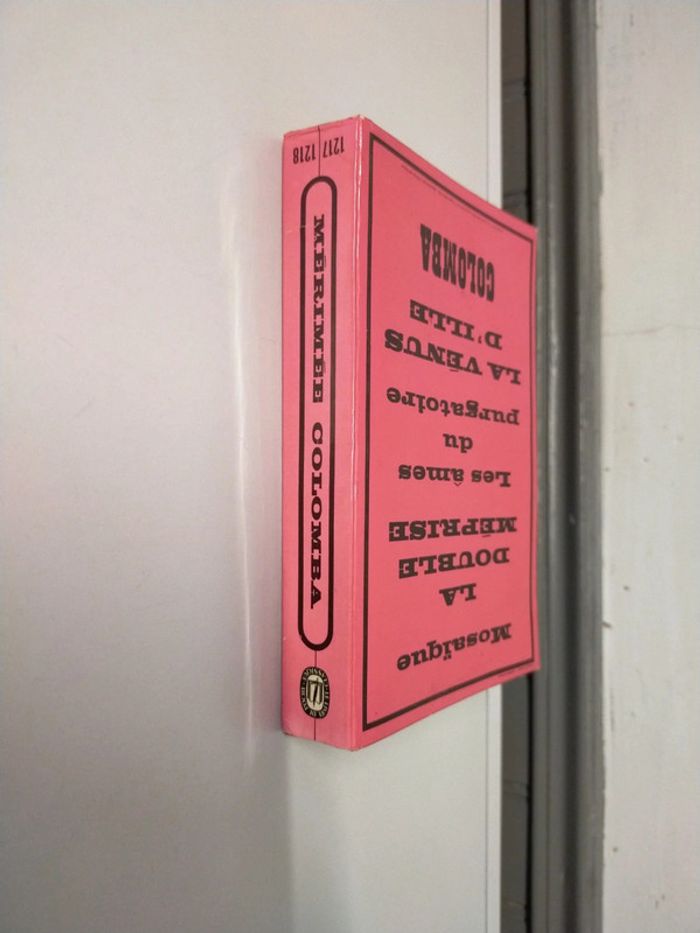 1217 1218
MÉRIMÉE COLOMBA
Mosaïque
LA
DOUBLE
MÉPRISE
Les âmes
du
purgatoire
LA VÉNUS
D'ILLE
COLOMBA